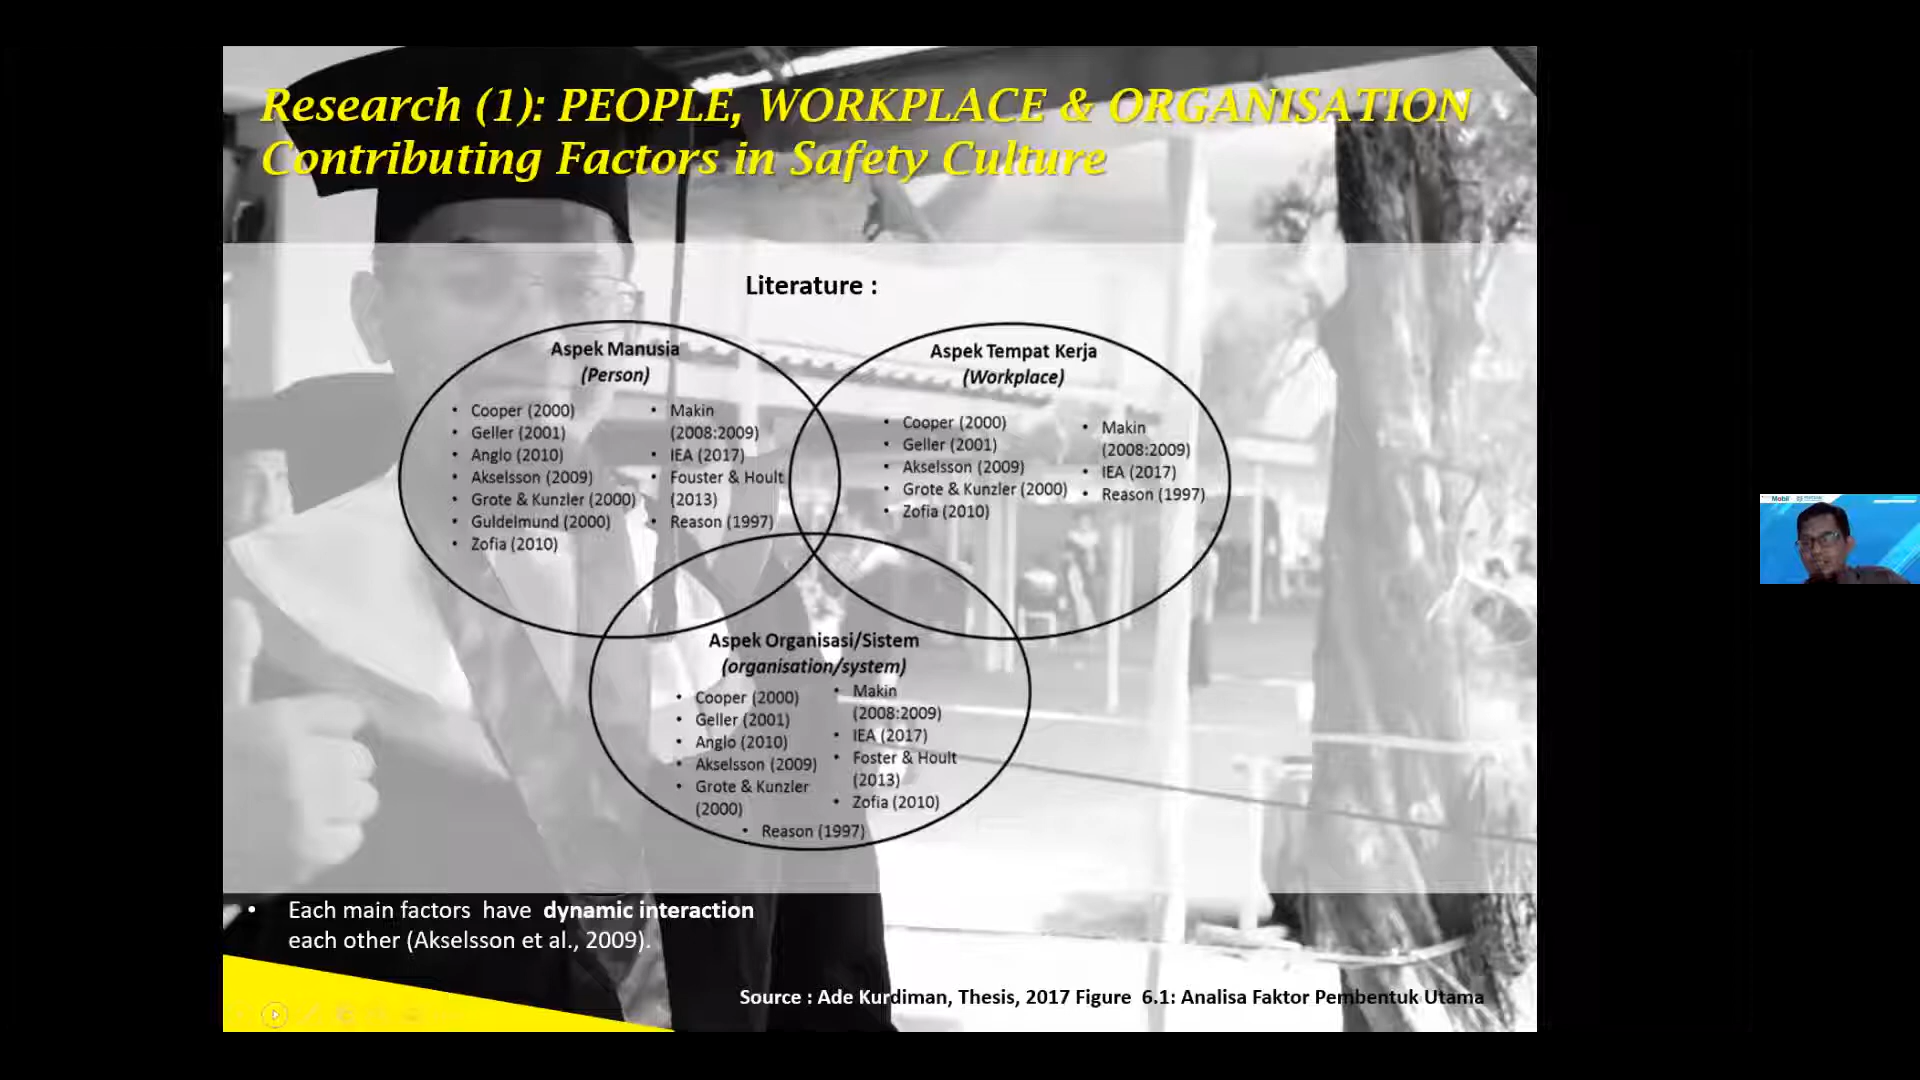 Research (1): PEOPLE, WORKPLACE & ORGANISATION
Contributing Factors in Safety Culture
Literature :
Aspek Manusia
(Person)
• Cooper (2000)
• Geller (2001)
• Anglo (2010)
• Akselsson (2009)
• Grote & Kunzler (2000)
• Guldelmund (2000)
• Zofia (2010)
• Makin
(2008:2009)
• IEA (2017)
• Fouster & Hoult
(2013)
• Reason (1997)
Aspek Tempat Kerja
(Workplace)
• Cooper (2000)
• Geller (2001)
• Akselsson (2009)
• Grote & Kunzler (2000)
• Zofia (2010)
• Makin
(2008:2009)
• IEA (2017)
• Reason (1997)
Aspek Organisasi/Sistem
(organisation/system)
• Cooper (2000)
• Geller (2001)
• Anglo (2010)
• Akselsson (2009)
• Grote & Kunzler
(2000)
• Makin
(2008:2009)
• IEA (2017)
• Foster & Hoult
(2013)
• Zofia (2010)
• Reason (1997)
• Each main factors have dynamic interaction
each other (Akselsson et al., 2009).
Source : Ade Kurdiman, Thesis, 2017 Figure 6.1: Analisa Faktor Pembentuk Utama
Mobil